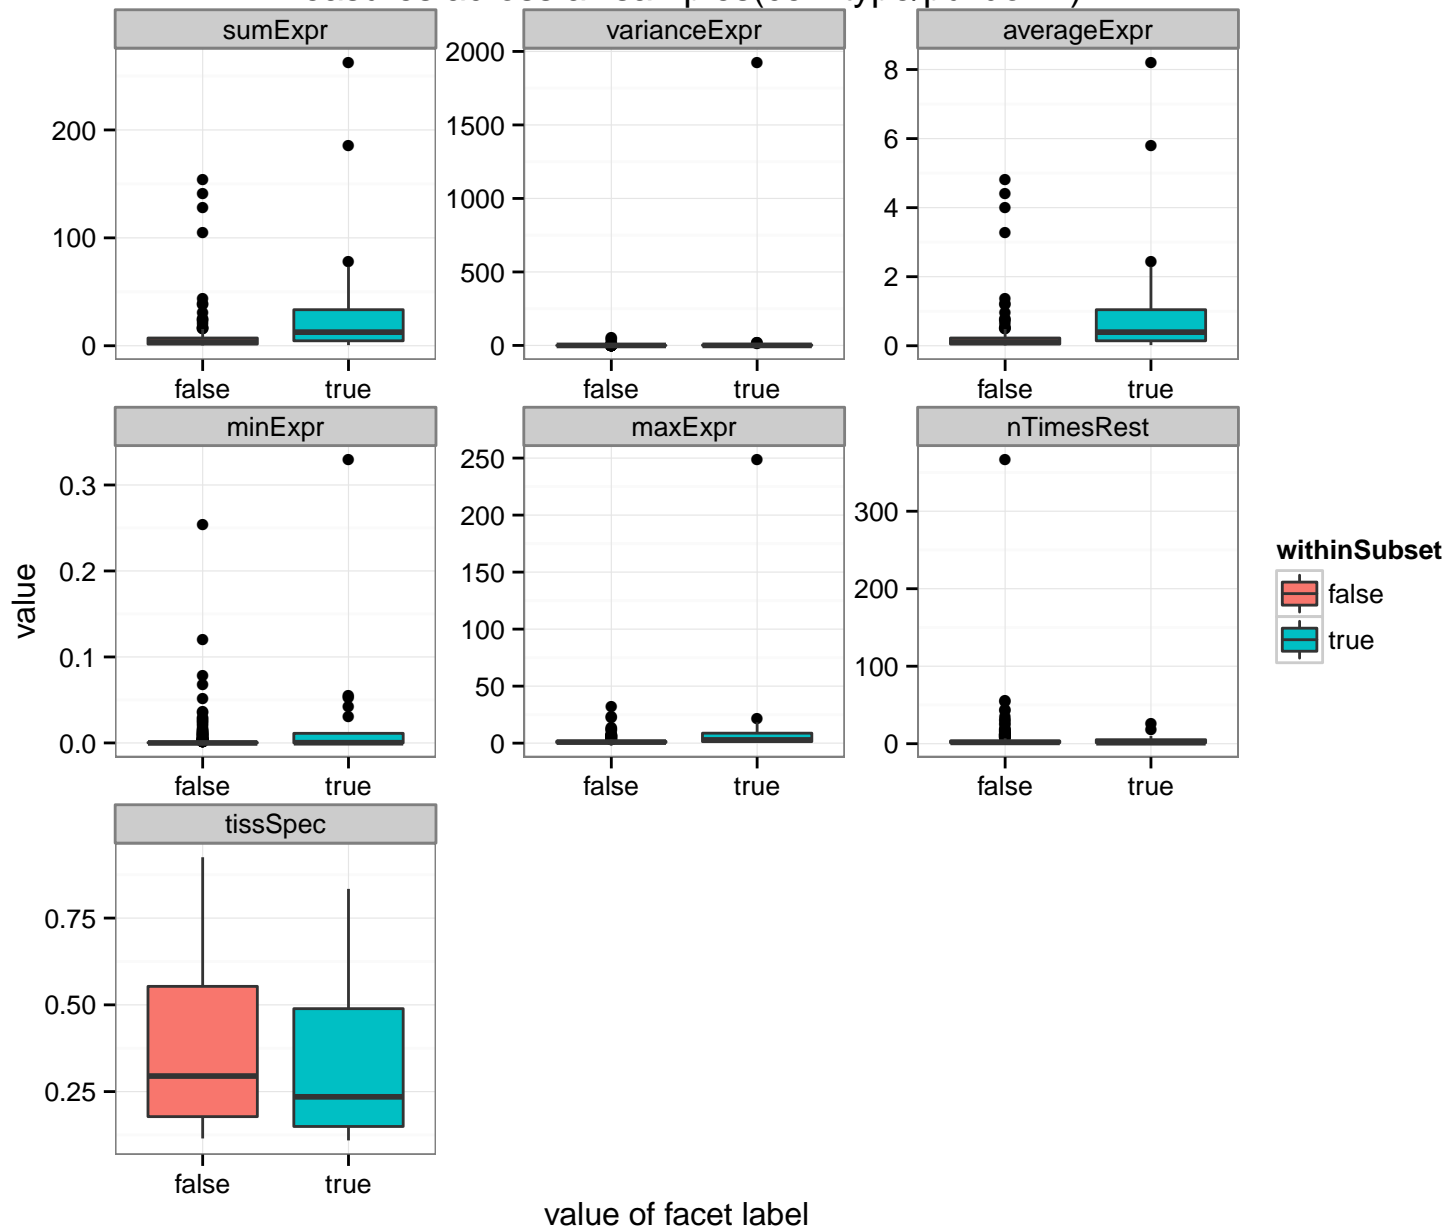 sumExpr varianceExpr averageExpr
200
100
0
2000
1500
1000
500
0
8
6
4
2
0
false true false true false true
minExpr maxExpr nTimesRest
0.3
0.2
0.1
0.0
250
200
150
100
50
0
300
200
100
0
false true false true false true
tissSpec
0.75
0.50
0.25
false true
value
value of facet label
withinSubset
false
true